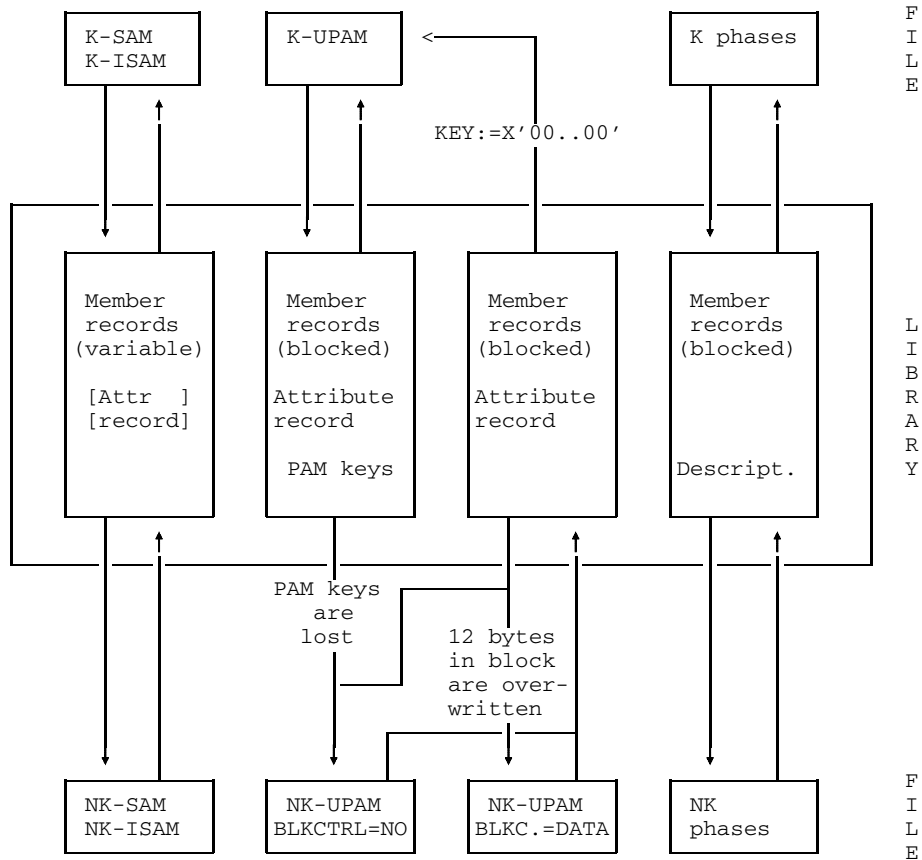 K-SAM
K-ISAM
K-UPAM
<
K phases
F
I
L
E
KEY:=X'00..00'
Member
records
(variable)
[Attr ]
[record]
Member
records
(blocked)
Attribute
record
PAM keys
Member
records
(blocked)
Attribute
record
Member
records
(blocked)
Descript.
L
I
B
R
A
R
Y
PAM keys
are
lost
12 bytes
in block
are over-
written
NK-SAM
NK-ISAM
NK-UPAM
BLKCTRL=NO
NK-UPAM
BLKC.=DATA
NK
phases
F
I
L
E